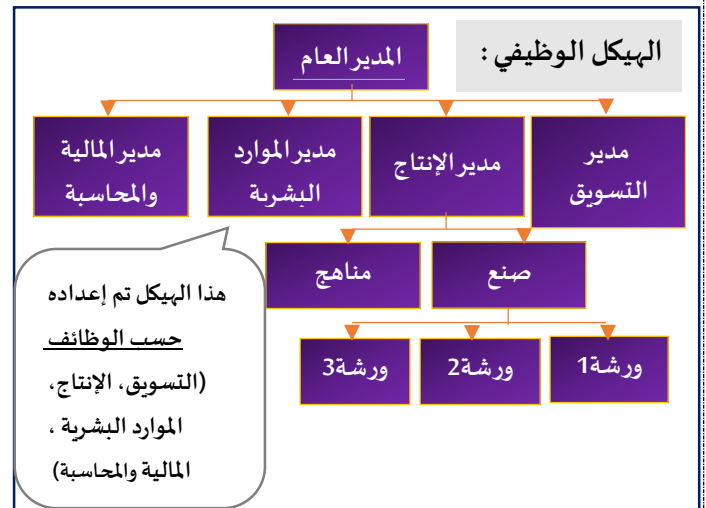 الهيكل الوظيفي :
المدير العام
مدير
التسويق
مدير الإنتاج
مدير الموارد
البشرية
مدير المالية
والمحاسبة
صنع
مناهج
ورشة1
ورشة2
ورشة3
هذا الهيكل تم إعداده
حسب الوظائف
(التسويق، الإنتاج،
الموارد البشرية ،
المالية والمحاسبة)